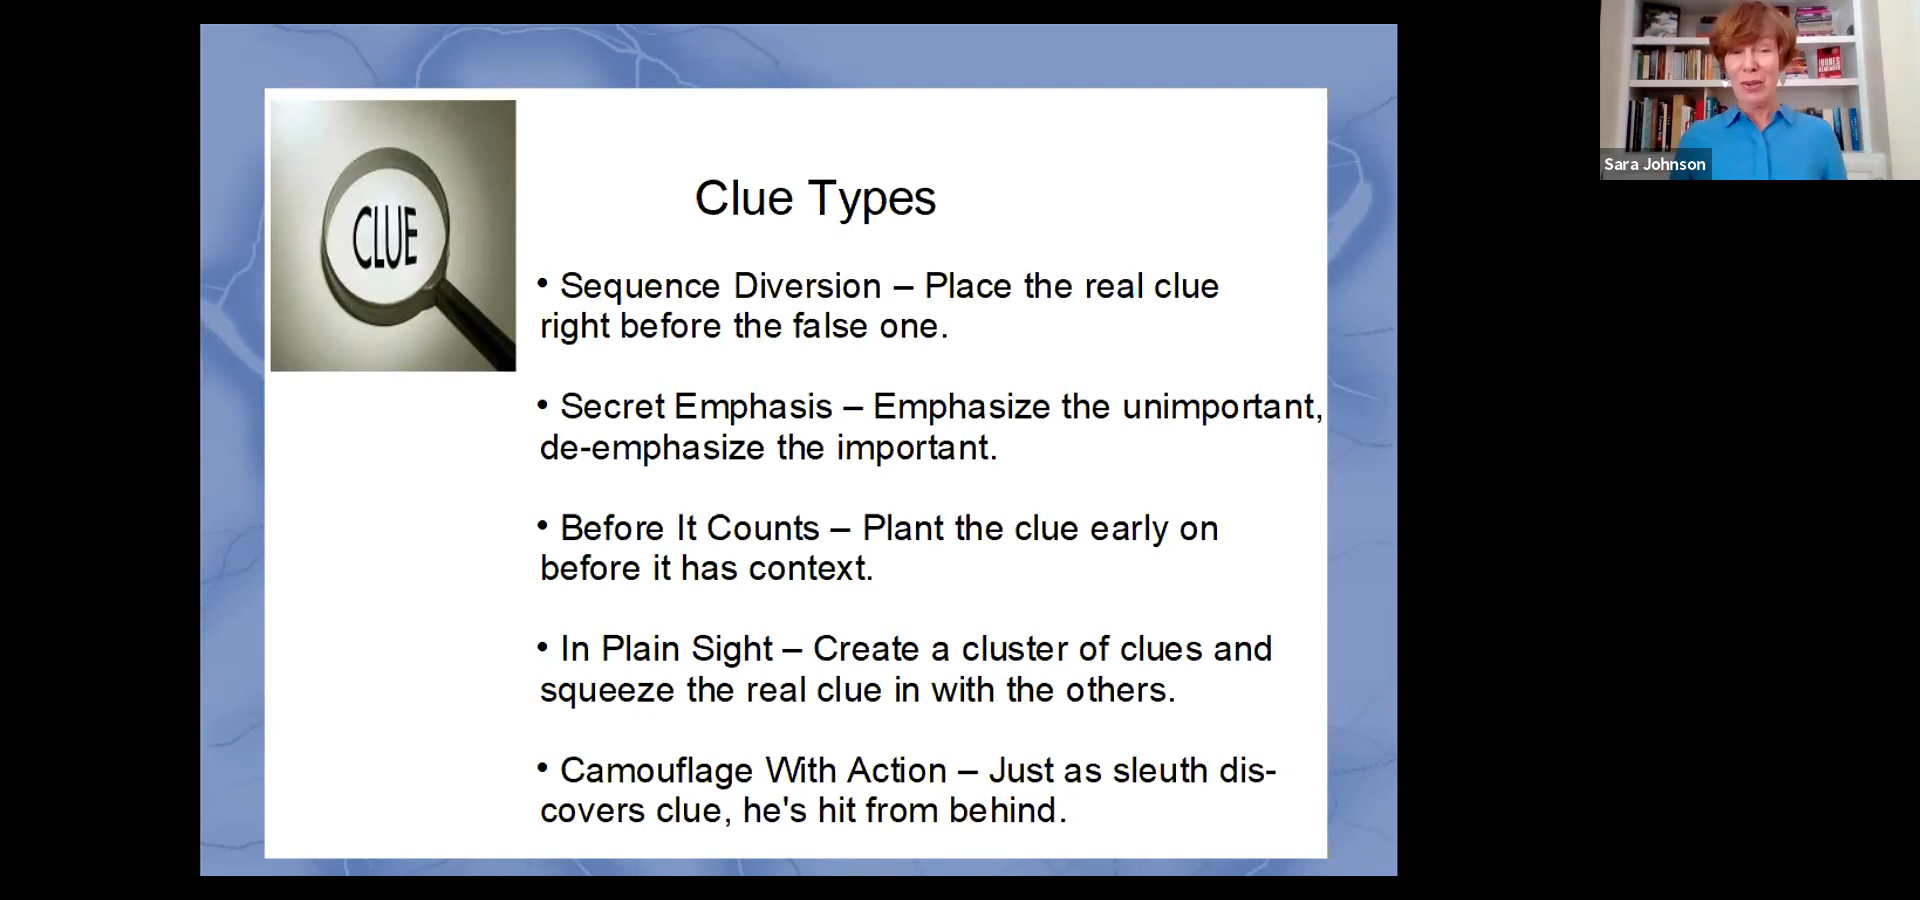 CLUE
Clue Types
• Sequence Diversion – Place the real clue
right before the false one.
• Secret Emphasis – Emphasize the unimportant,
de-emphasize the important.
• Before It Counts – Plant the clue early on
before it has context.
• In Plain Sight – Create a cluster of clues and
squeeze the real clue in with the others.
• Camouflage With Action – Just as sleuth dis-
covers clue, he's hit from behind.
Sara Johnson